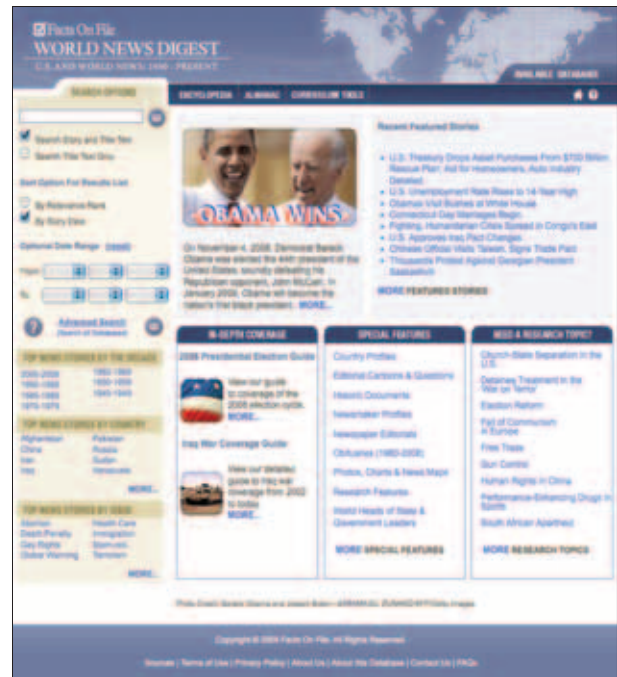 Facts On File
WORLD NEWS DIGEST
U.S. AND WORLD NEWS, - PRESENT
AVAILABLE DATABASES
SEARCH OPTIONS
ENCYCLOPEDIA ALMANAC CURRICULUM TOOLS
Search Story and Title Text
Search Title Text Only
Sort Option For Results List
By Relevance Rank
By Story Date
Optional Date Range
From
To
Advanced Search
TOP NEWS STORIES BY THE DECADE
2000-2009 1960-1969
1990-1999 1950-1959
1980-1989 1940-1949
1970-1979
TOP NEWS STORIES BY COUNTRY
Afghanistan Pakistan
China Russia
Iran Sudan
Iraq Venezuela
MORE...
TOP NEWS STORIES BY ISSUE
Abortion Health Care
Death Penalty Immigration
Gay Rights Stem-cell
Global Warming Terrorism
MORE...
OBAMA WINS
On November 4, 2008, Democrat Barack
Obama was elected the 44th president of the
United States, soundly defeating his
Republican opponent, John McCain. In
January 2009, Obama will become the
nation's first black president. MORE...
Recent Featured Stories
U.S. Treasury Drops Asset Purchases From $700 Billion
Rescue Plan; Aid for Homeowners, Auto Industry
Debated
U.S. Unemployment Rate Rises to 14-Year High
Obamas Visit Bushes at White House
Connecticut Gay Marriages Begin
Fighting, Humanitarian Crisis Spread in Congo's East
U.S. Approves Iraq Pact Changes
Chinese Official Visits Taiwan, Signs Trade Pact
Thousands Protest Against Georgian President
Saakashvili
MORE FEATURED STORIES
IN-DEPTH COVERAGE
2008 Presidential Election Guide
View our guide
to coverage of the
2008 election cycle.
MORE...
Iraq War Coverage Guide
View our detailed
guide to Iraq war
coverage from 2002
to today.
MORE...
SPECIAL FEATURES
Country Profiles
Editorial Cartoons & Questions
Historic Documents
Newsmaker Profiles
Newspaper Editorials
Obituaries (1980-2008)
Photos, Charts & News Maps
Research Features
World Heads of State &
Government Leaders
MORE SPECIAL FEATURES
NEED A RESEARCH TOPIC?
Church-State Separation in the
U.S.
Detainee Treatment in the
War on Terror
Election Reform
Fall of Communism
in Europe
Free Trade
Gun Control
Human Rights in China
Performance-Enhancing Drugs in
Sports
South African Apartheid
MORE RESEARCH TOPICS
Photo Credit: Barack Obama and Joseph Biden - Images
Copyright © 2009 Facts On File. All Rights Reserved.
Sources | Terms of Use | Privacy Policy | About Us | About this Database | Contact Us | FAQs